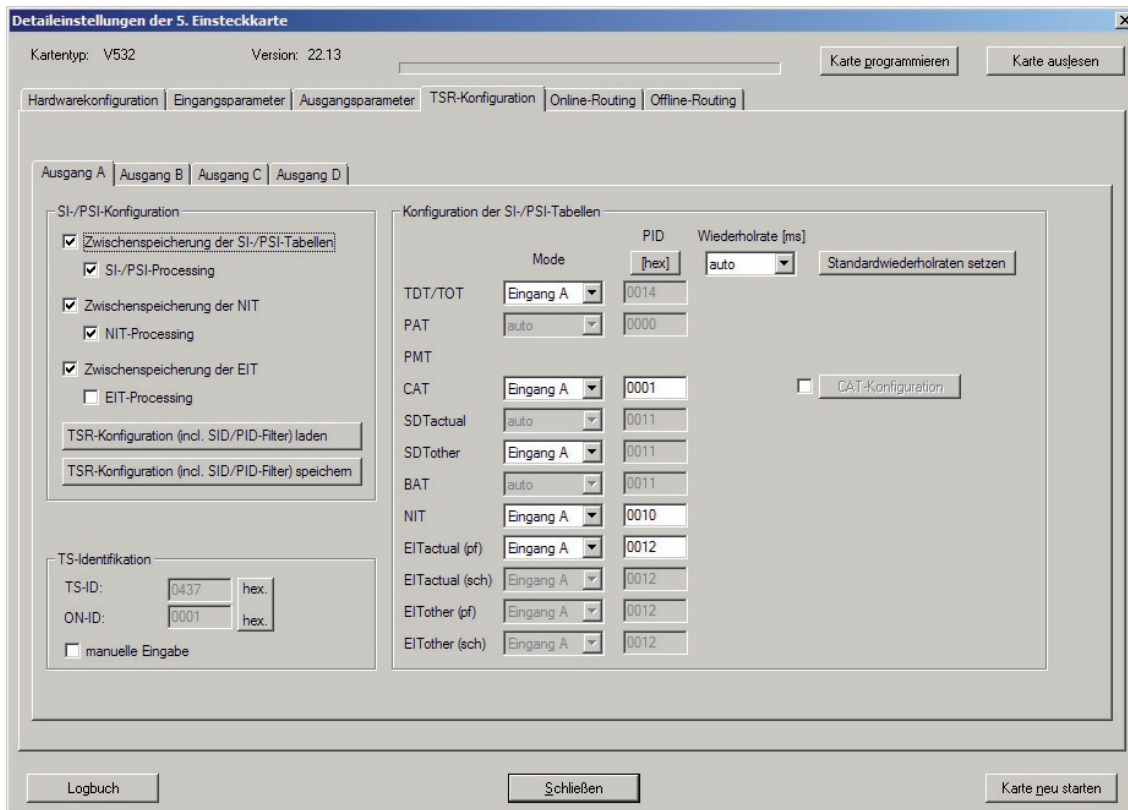 Detaileinstellungen der 5. Einsteckkarte
Kartentyp: V532 Version: 22.13 Karte programmieren Karte auslesen
Hardwarekonfiguration Eingangsparameter Ausgangsparameter TSR-Konfiguration Online-Routing Offline-Routing
Ausgang A Ausgang B Ausgang C Ausgang D
SI-/PSI-Konfiguration
Zwischenspeicherung der SI-/PSI-Tabellen
SI-/PSI-Processing
Zwischenspeicherung der NIT
NIT-Processing
Zwischenspeicherung der EIT
EIT-Processing
TSR-Konfiguration (incl. SID/PID-Filter) laden
TSR-Konfiguration (incl. SID/PID-Filter) speichern
TS-Identifikation
TS-ID: 0437 hex.
ON-ID: 0001 hex.
manuelle Eingabe
Konfiguration der SI-/PSI-Tabellen
PID Wiederholrate [ms]
Mode [hex] auto Standardwiederholraten setzen
TDT/TOT Eingang A 0014
PAT auto 0000
PMT
CAT Eingang A 0001 CAT-Konfiguration
SDTactual auto 0011
SDTother Eingang A 0011
BAT auto 0011
NIT Eingang A 0010
EITactual (pf) Eingang A 0012
EITactual (sch) Eingang A 0012
EITother (pf) Eingang A 0012
EITother (sch) Eingang A 0012
Logbuch Schließen Karte neu starten